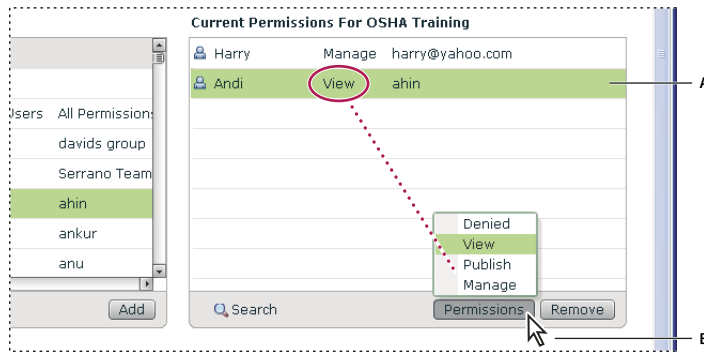 Current Permissions For OSHA Training
Harry Manage harry@yahoo.com
Andi View ahin
A
All Permission
davids group
Serrano Team
ahin
ankur
anu
Add
Denied
View
Publish
Manage
Search
Permissions
Remove